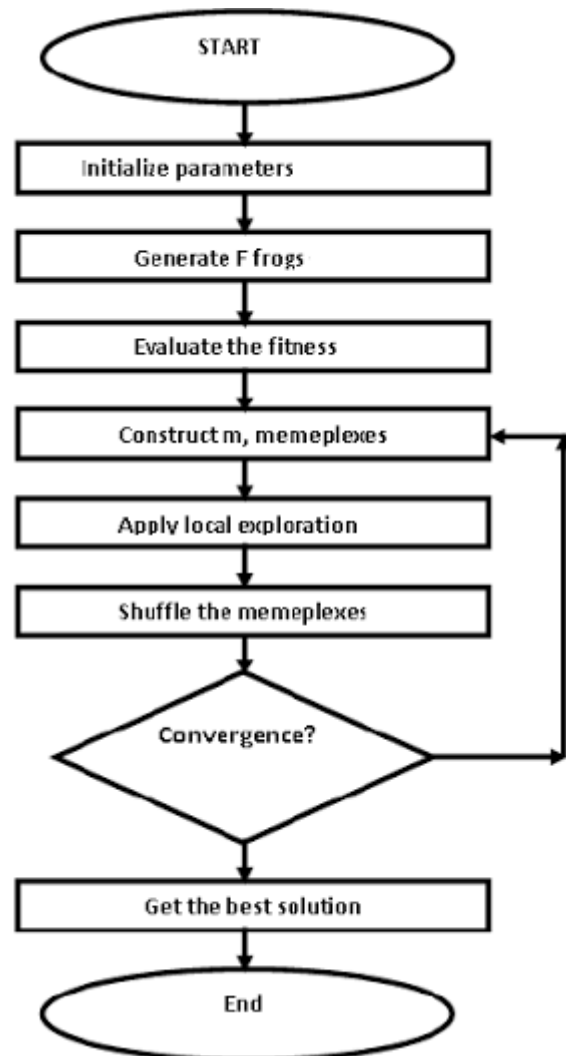 START
Initialize parameters
Generate F frogs
Evaluate the fitness
Construct m, memeplexes
Apply local exploration
Shuffle the memeplexes
Convergence?
Get the best solution
End